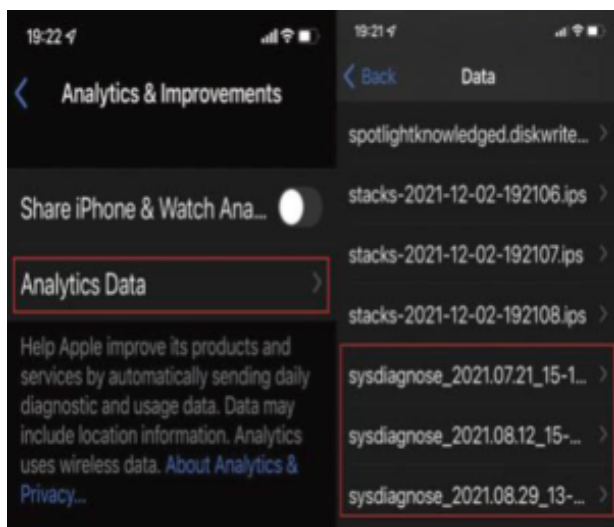 19:22
Analytics & Improvements
Share iPhone & Watch Ana...
Analytics Data
Help Apple improve its products and
services by automatically sending daily
diagnostic and usage data. Data may
include location information. Analytics
uses wireless data. About Analytics &
Privacy...
19:21
Back
Data
spotlightknowledged.diskwrite...
stacks-2021-12-02-192106.ips
stacks-2021-12-02-192107.ips
stacks-2021-12-02-192108.ips
sysdiagnose_2021.07.21_15-1...
sysdiagnose_2021.08.12_15-...
sysdiagnose_2021.08.29_13-...